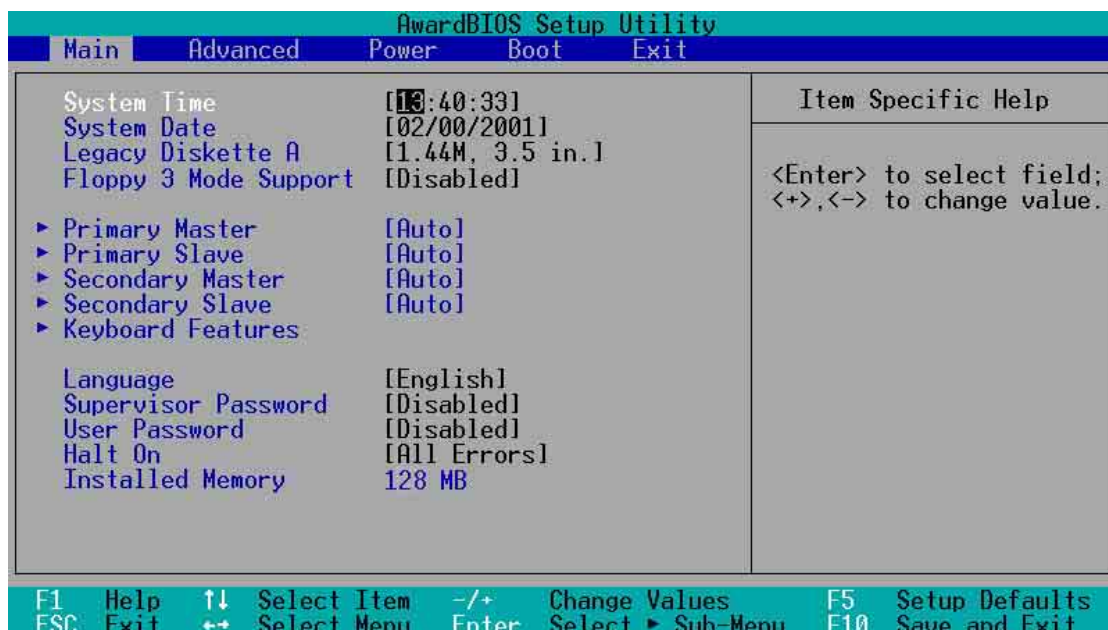 AwardBIOS Setup Utility
Main Advanced Power Boot Exit
System Time [13:40:33]
System Date [02/00/2001]
Legacy Diskette A [1.44M, 3.5 in.]
Floppy 3 Mode Support [Disabled]
► Primary Master [Auto]
► Primary Slave [Auto]
► Secondary Master [Auto]
► Secondary Slave [Auto]
► Keyboard Features
Language [English]
Supervisor Password [Disabled]
User Password [Disabled]
Halt On [All Errors]
Installed Memory 128 MB
Item Specific Help
<Enter> to select field;
<+>,<-> to change value.
F1 Help ↑↓ Select Item -/+ Change Values F5 Setup Defaults
ESC Exit ←→ Select Menu Enter Select ► Sub-Menu F10 Save and Exit